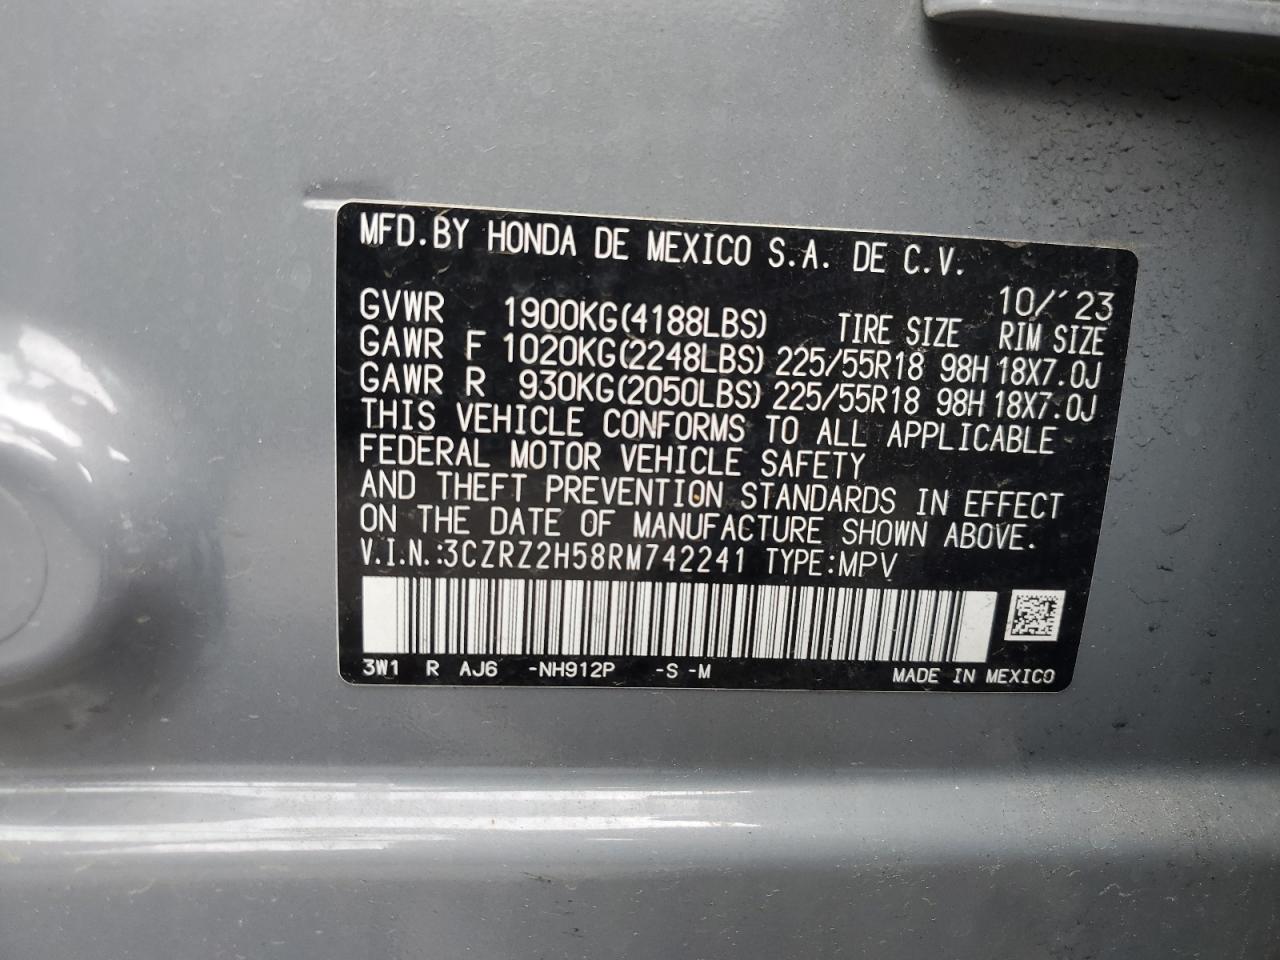 MFD.BY HONDA DE MEXICO S.A. DE C.V.
10/'23
GVWR 1900KG(4188LBS) TIRE SIZE RIM SIZE
GAWR F 1020KG(2248LBS) 225/55R18 98H 18X7.0J
GAWR R 930KG(2050LBS) 225/55R18 98H 18X7.0J
THIS VEHICLE CONFORMS TO ALL APPLICABLE
FEDERAL MOTOR VEHICLE SAFETY
AND THEFT PREVENTION STANDARDS IN EFFECT
ON THE DATE OF MANUFACTURE SHOWN ABOVE.
V.I.N.:3CZRZ2H58RM742241 TYPE:MPV
3W1 R AJ6 -NH912P -S -M MADE IN MEXICO